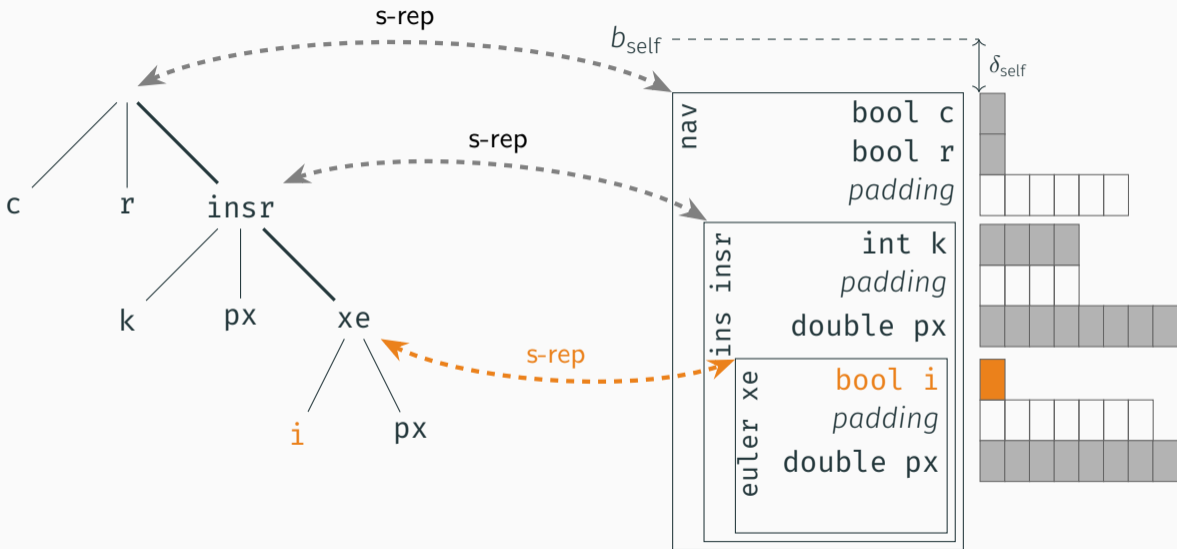 s-rep
b_self
δ_self
nav
bool c
bool r
padding
s-rep
c
r
insr
ins insr
int k
padding
double px
k
px
xe
s-rep
euler xe
bool i
padding
double px
i
px